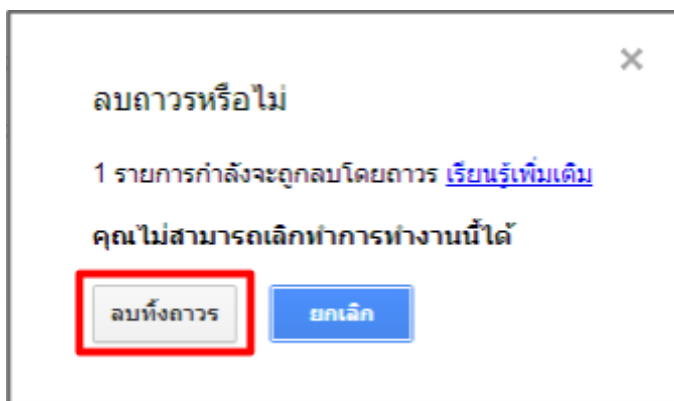 ลบถาวรหรือไม่
1 รายการกำลังจะถูกลบโดยถาวร เรียนรู้เพิ่มเติม
คุณไม่สามารถเลิกทำการทำงานนี้ได้
ลบทิ้งถาวร ยกเลิก